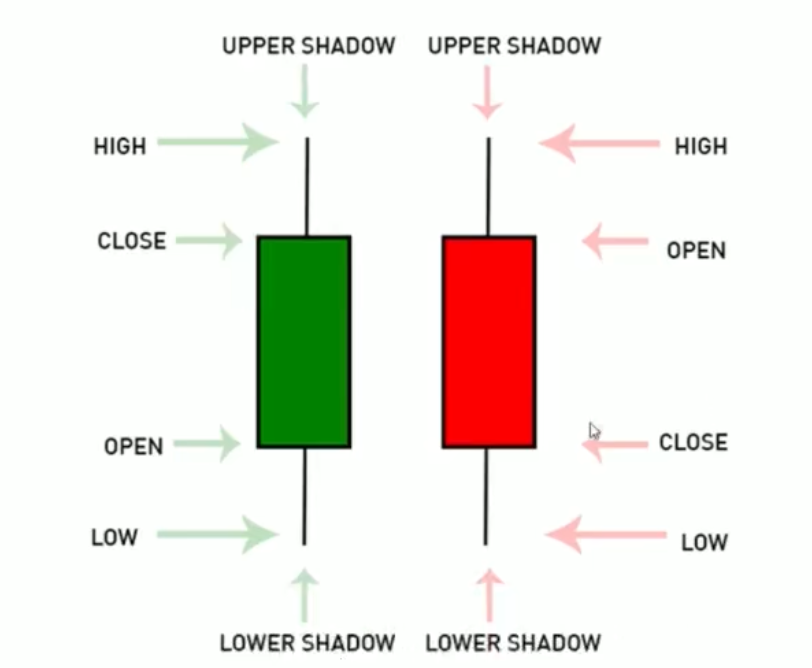 UPPER SHADOW UPPER SHADOW
HIGH HIGH
CLOSE OPEN
OPEN CLOSE
LOW LOW
LOWER SHADOW LOWER SHADOW